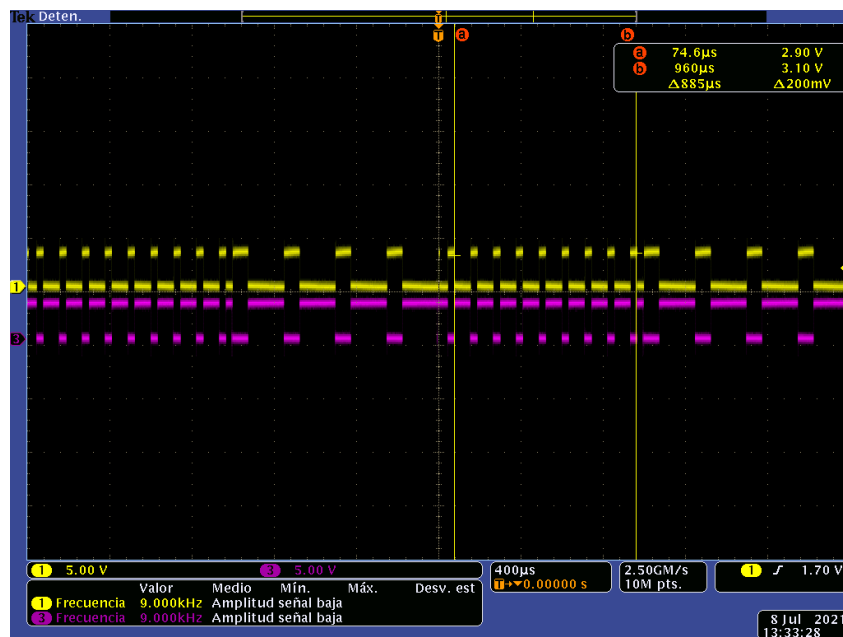 Tek Deten.
T
T a b
a 74.6µs 2.90 V
b 960µs 3.10 V
Δ885µs Δ200mV
1
3
1 5.00 V 3 5.00 V 400µs 2.50GM/s 1 1.70 V
T→▼0.00000 s 10M pts.
Valor Medio Mín. Máx. Desv. est
1 Frecuencia 9.000kHz Amplitud señal baja
3 Frecuencia 9.000kHz Amplitud señal baja
8 Jul 2021
13:33:28